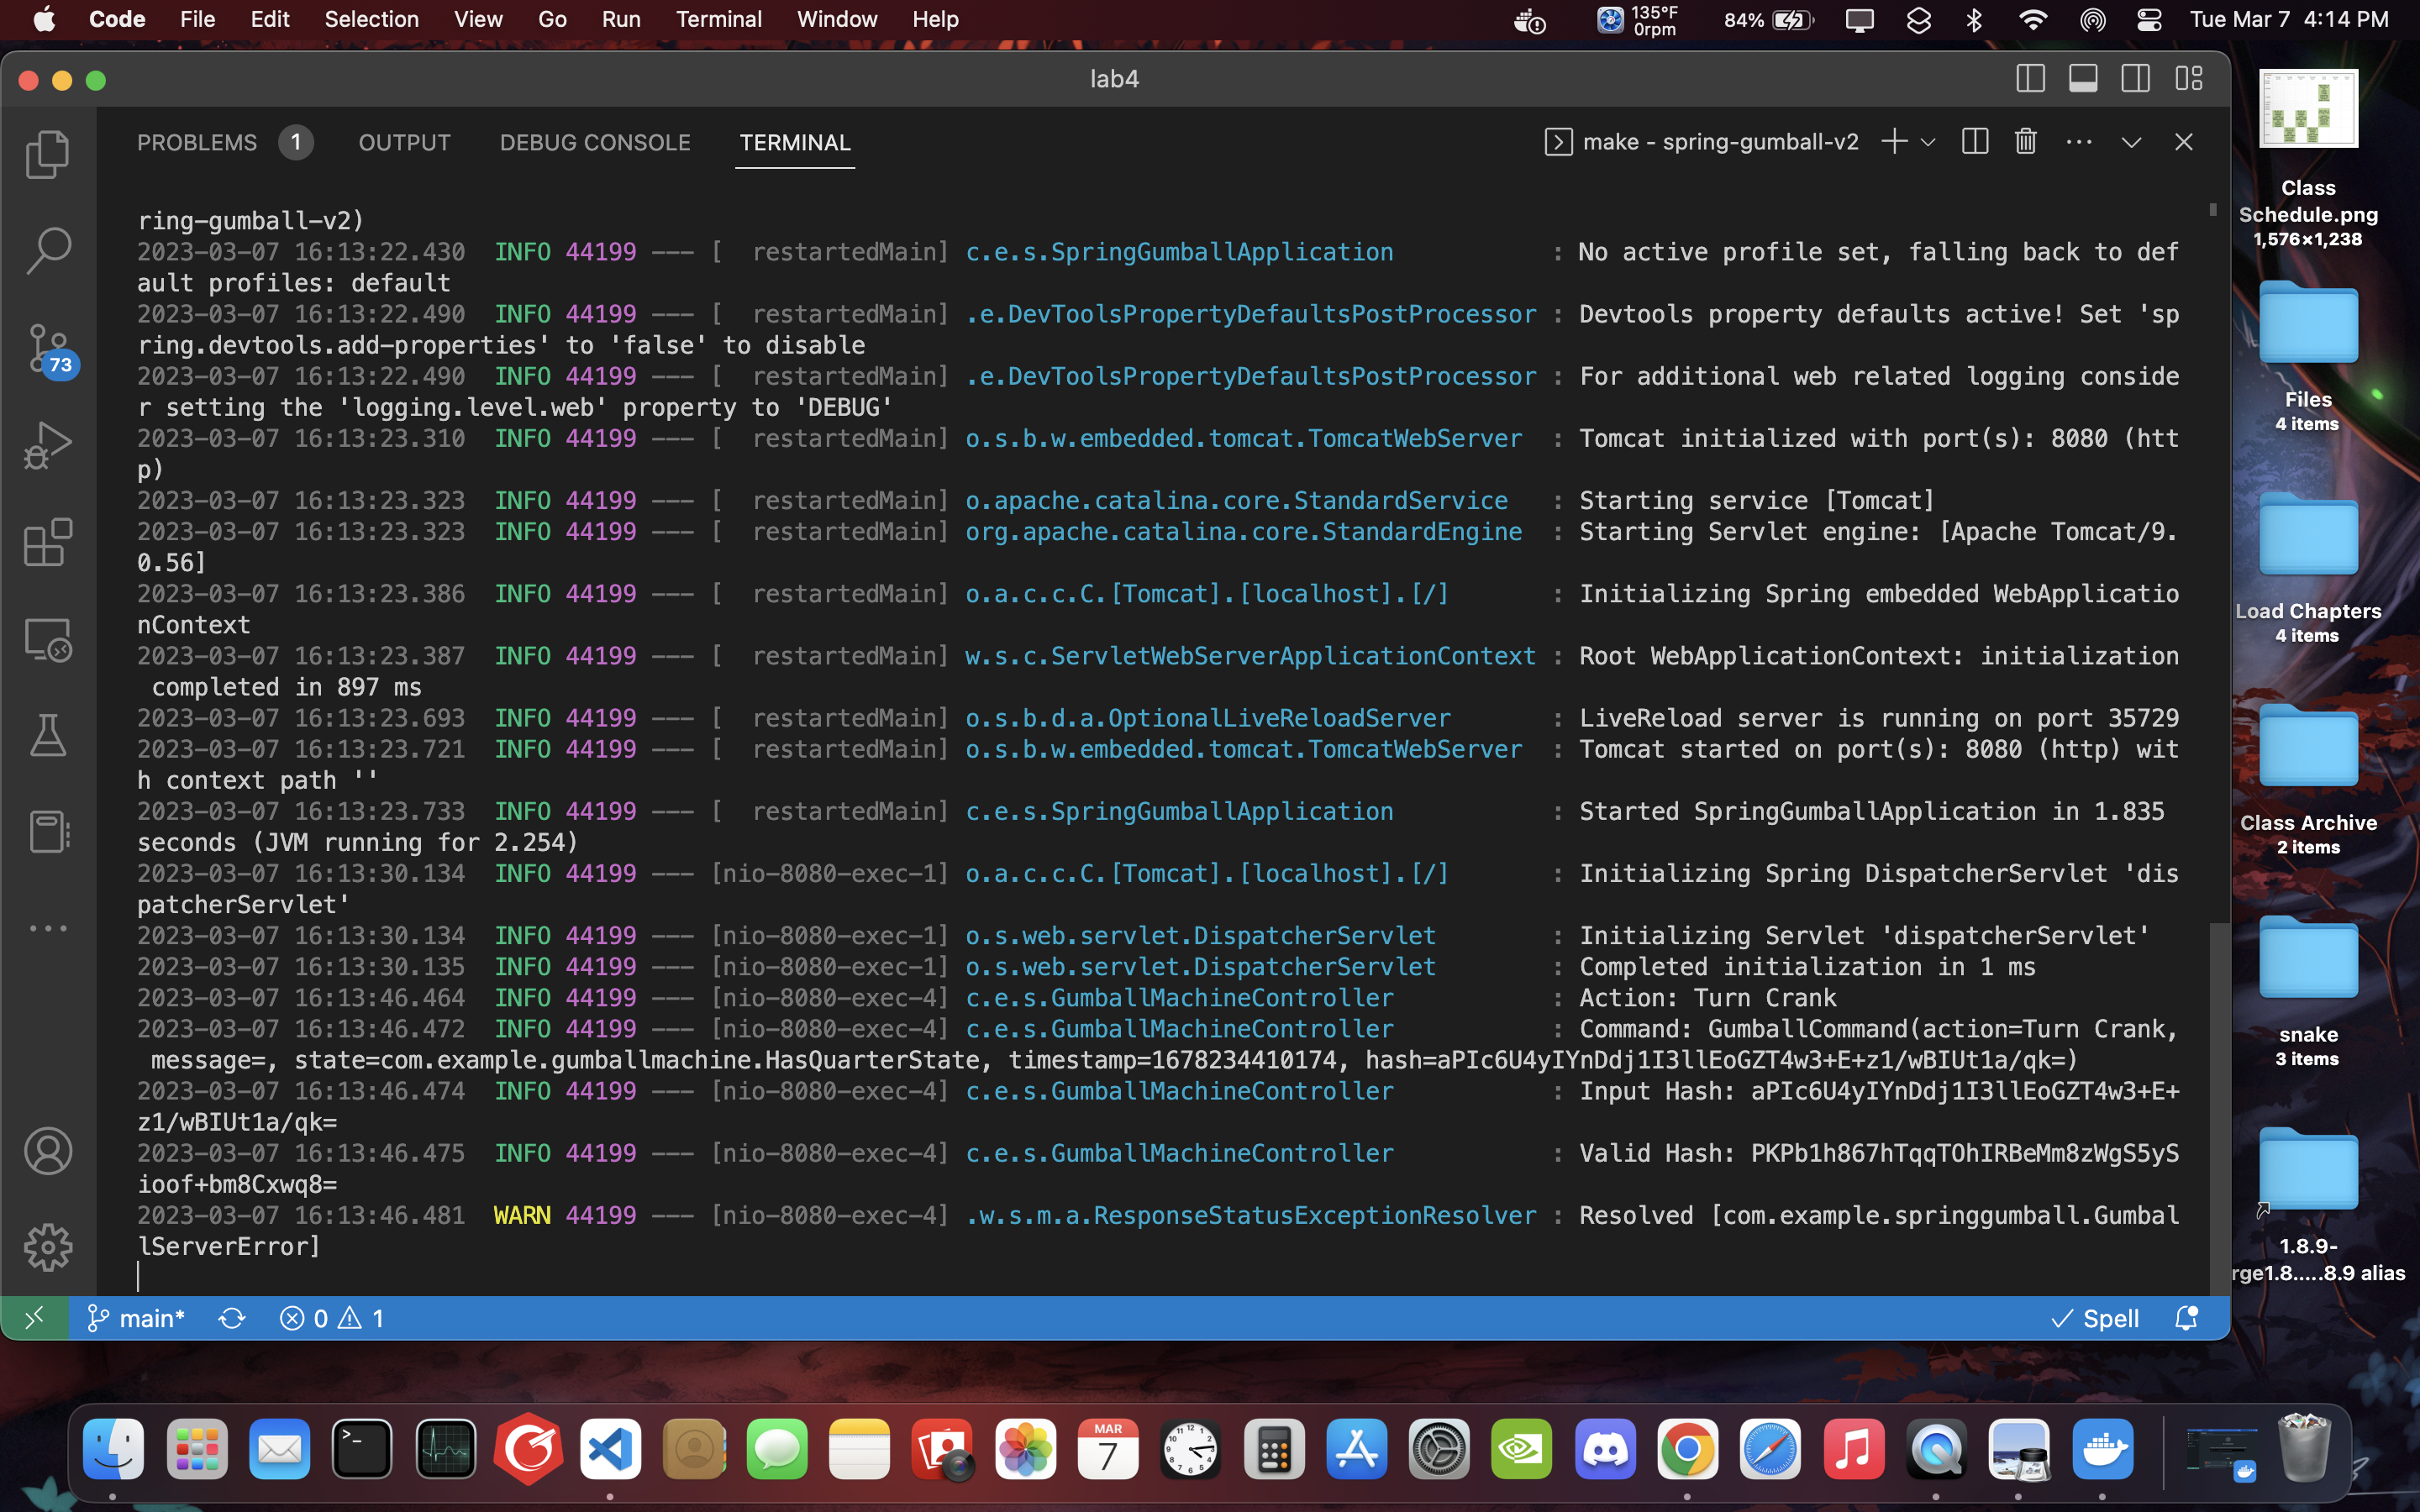 Code File Edit Selection View Go Run Terminal Window Help 135°F 0rpm 84% Tue Mar 7 4:14 PM
lab4
PROBLEMS 1 OUTPUT DEBUG CONSOLE TERMINAL make - spring-gumball-v2
ring-gumball-v2)
2023-03-07 16:13:22.430 INFO 44199 --- [ restartedMain] c.e.s.SpringGumballApplication : No active profile set, falling back to def
ault profiles: default
2023-03-07 16:13:22.490 INFO 44199 --- [ restartedMain] .e.DevToolsPropertyDefaultsPostProcessor : Devtools property defaults active! Set 'sp
ring.devtools.add-properties' to 'false' to disable
2023-03-07 16:13:22.490 INFO 44199 --- [ restartedMain] .e.DevToolsPropertyDefaultsPostProcessor : For additional web related logging conside
r setting the 'logging.level.web' property to 'DEBUG'
2023-03-07 16:13:23.310 INFO 44199 --- [ restartedMain] o.s.b.w.embedded.tomcat.TomcatWebServer : Tomcat initialized with port(s): 8080 (htt
p)
2023-03-07 16:13:23.323 INFO 44199 --- [ restartedMain] o.apache.catalina.core.StandardService : Starting service [Tomcat]
2023-03-07 16:13:23.323 INFO 44199 --- [ restartedMain] org.apache.catalina.core.StandardEngine : Starting Servlet engine: [Apache Tomcat/9.
0.56]
2023-03-07 16:13:23.386 INFO 44199 --- [ restartedMain] o.a.c.c.C.[Tomcat].[localhost].[/] : Initializing Spring embedded WebApplicatio
nContext
2023-03-07 16:13:23.387 INFO 44199 --- [ restartedMain] w.s.c.ServletWebServerApplicationContext : Root WebApplicationContext: initialization
completed in 897 ms
2023-03-07 16:13:23.693 INFO 44199 --- [ restartedMain] o.s.b.d.a.OptionalLiveReloadServer : LiveReload server is running on port 35729
2023-03-07 16:13:23.721 INFO 44199 --- [ restartedMain] o.s.b.w.embedded.tomcat.TomcatWebServer : Tomcat started on port(s): 8080 (http) wit
h context path ''
2023-03-07 16:13:23.733 INFO 44199 --- [ restartedMain] c.e.s.SpringGumballApplication : Started SpringGumballApplication in 1.835
seconds (JVM running for 2.254)
2023-03-07 16:13:30.134 INFO 44199 --- [nio-8080-exec-1] o.a.c.c.C.[Tomcat].[localhost].[/] : Initializing Spring DispatcherServlet 'dis
patcherServlet'
2023-03-07 16:13:30.134 INFO 44199 --- [nio-8080-exec-1] o.s.web.servlet.DispatcherServlet : Initializing Servlet 'dispatcherServlet'
2023-03-07 16:13:30.135 INFO 44199 --- [nio-8080-exec-1] o.s.web.servlet.DispatcherServlet : Completed initialization in 1 ms
2023-03-07 16:13:46.464 INFO 44199 --- [nio-8080-exec-4] c.e.s.GumballMachineController : Action: Turn Crank
2023-03-07 16:13:46.472 INFO 44199 --- [nio-8080-exec-4] c.e.s.GumballMachineController : Command: GumballCommand(action=Turn Crank,
message=, state=com.example.gumballmachine.HasQuarterState, timestamp=1678234410174, hash=aPIc6U4yIYnDdj1I3llEoGZT4w3+E+z1/wBIUt1a/qk=)
2023-03-07 16:13:46.474 INFO 44199 --- [nio-8080-exec-4] c.e.s.GumballMachineController : Input Hash: aPIc6U4yIYnDdj1I3llEoGZT4w3+E+
z1/wBIUt1a/qk=
2023-03-07 16:13:46.475 INFO 44199 --- [nio-8080-exec-4] c.e.s.GumballMachineController : Valid Hash: PKPb1h867hTqqTOhIRBeMm8zWgS5yS
ioof+bm8Cxwq8=
2023-03-07 16:13:46.481 WARN 44199 --- [nio-8080-exec-4] .w.s.m.a.ResponseStatusExceptionResolver : Resolved [com.example.springgumball.Gumbal
lServerError]
73
main* 0 1 Spell
Class
Schedule.png
1,576×1,238
Files
4 items
Load Chapters
4 items
Class Archive
2 items
snake
3 items
1.8.9-
rge1.8.....8.9 alias
MAR
7